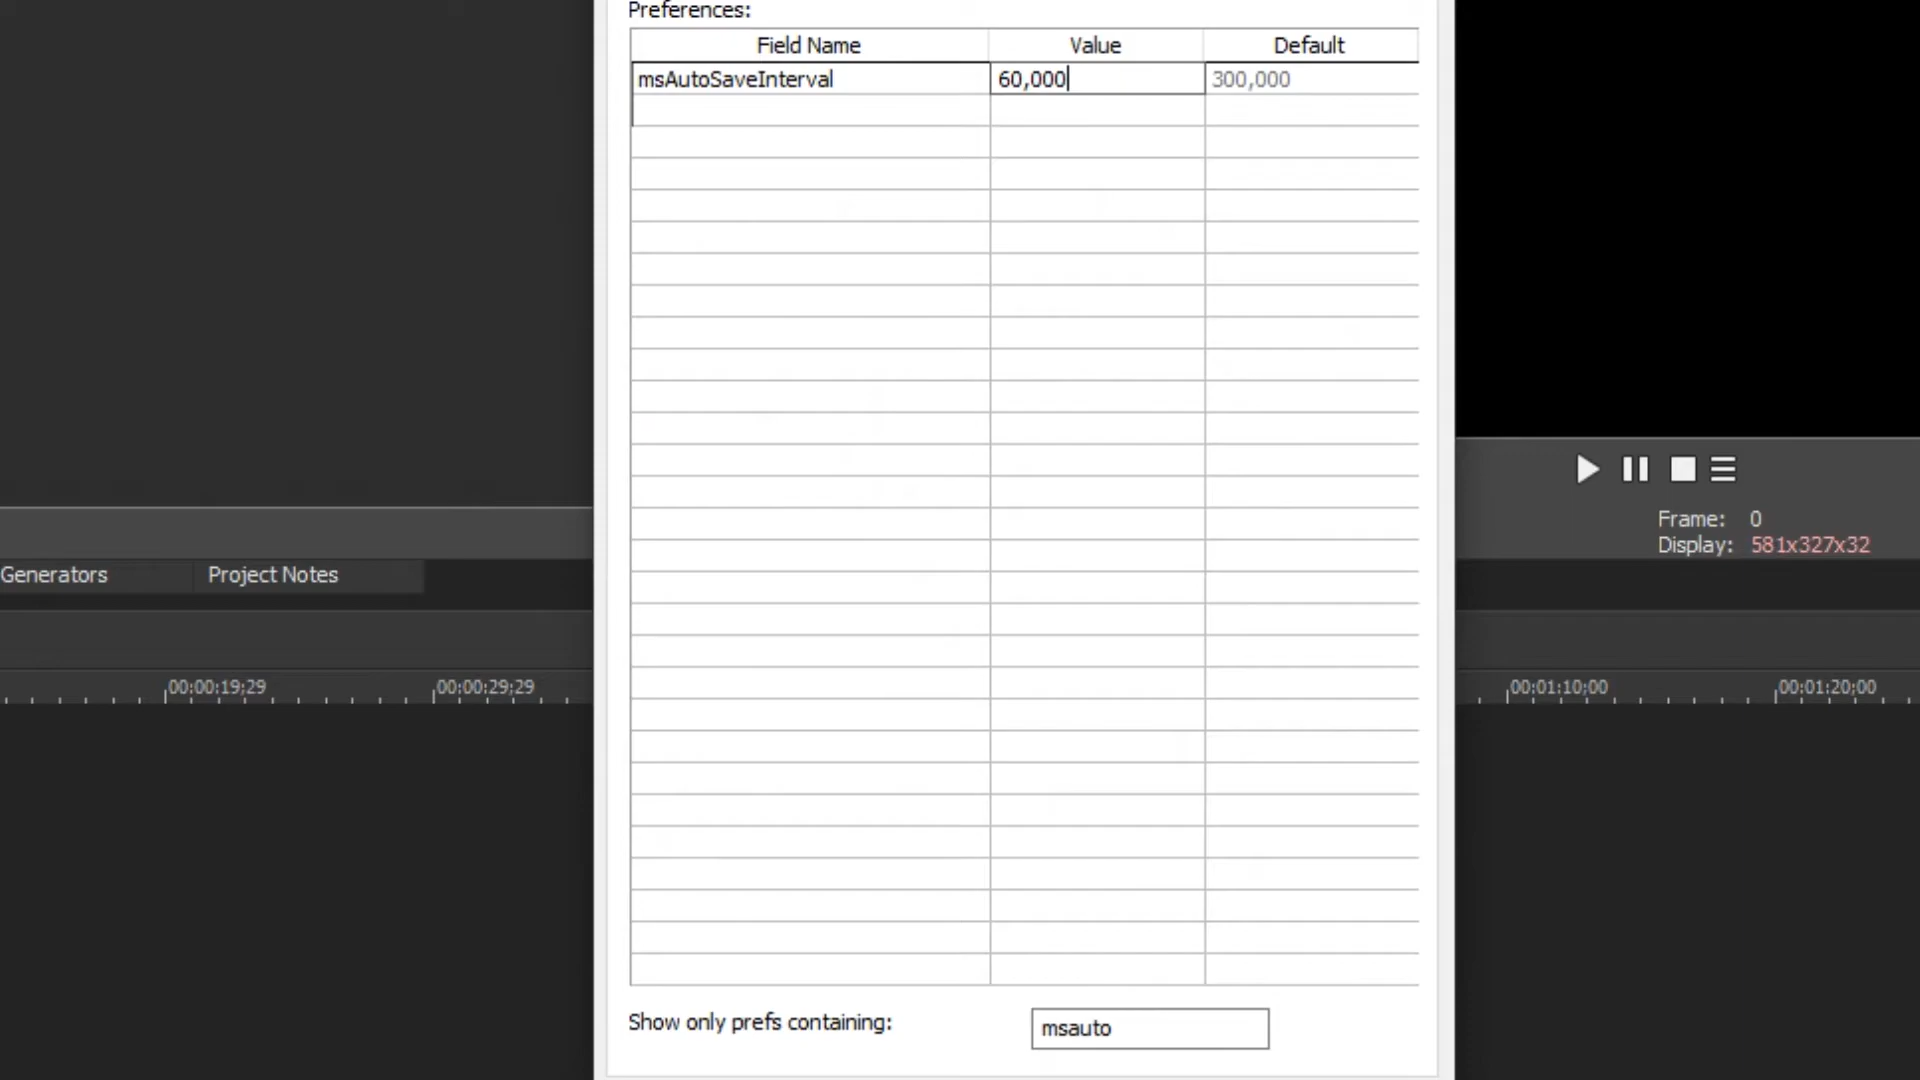 Preferences:
Field Name Value Default
msAutoSaveInterval 60,000 300,000
Frame: 0
Display: 581x327x32
Generators Project Notes
00:00:19;29 00:00:29;29 00:01:10;00 00:01:20;00
Show only prefs containing: msauto